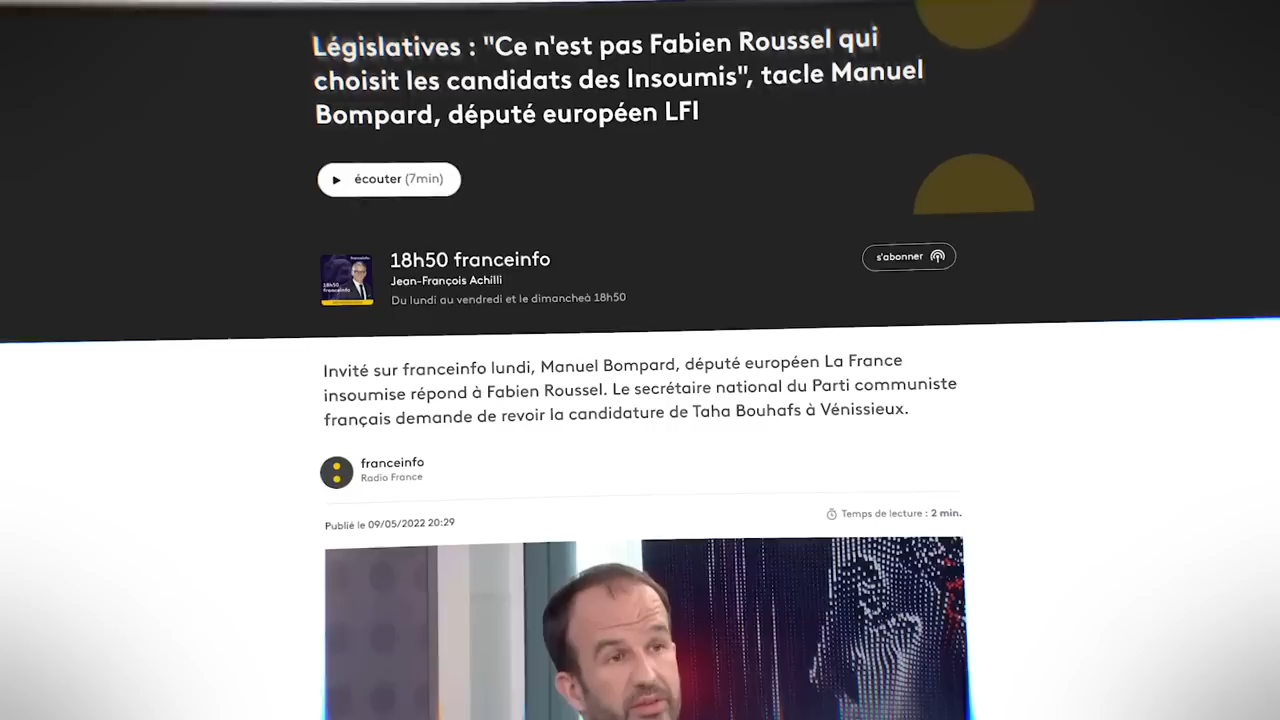 Législatives : "Ce n'est pas Fabien Roussel qui
choisit les candidats des Insoumis", tacle Manuel
Bompard, député européen LFI
écouter (7min)
18h50 franceinfo
Jean-François Achilli
Du lundi au vendredi et le dimancheà 18h50
s'abonner
franceinfo
18h50
franceinfo
Invité sur franceinfo lundi, Manuel Bompard, député européen La France
insoumise répond à Fabien Roussel. Le secrétaire national du Parti communiste
français demande de revoir la candidature de Taha Bouhafs à Vénissieux.
franceinfo
Radio France
Publié le 09/05/2022 20:29
Temps de lecture : 2 min.